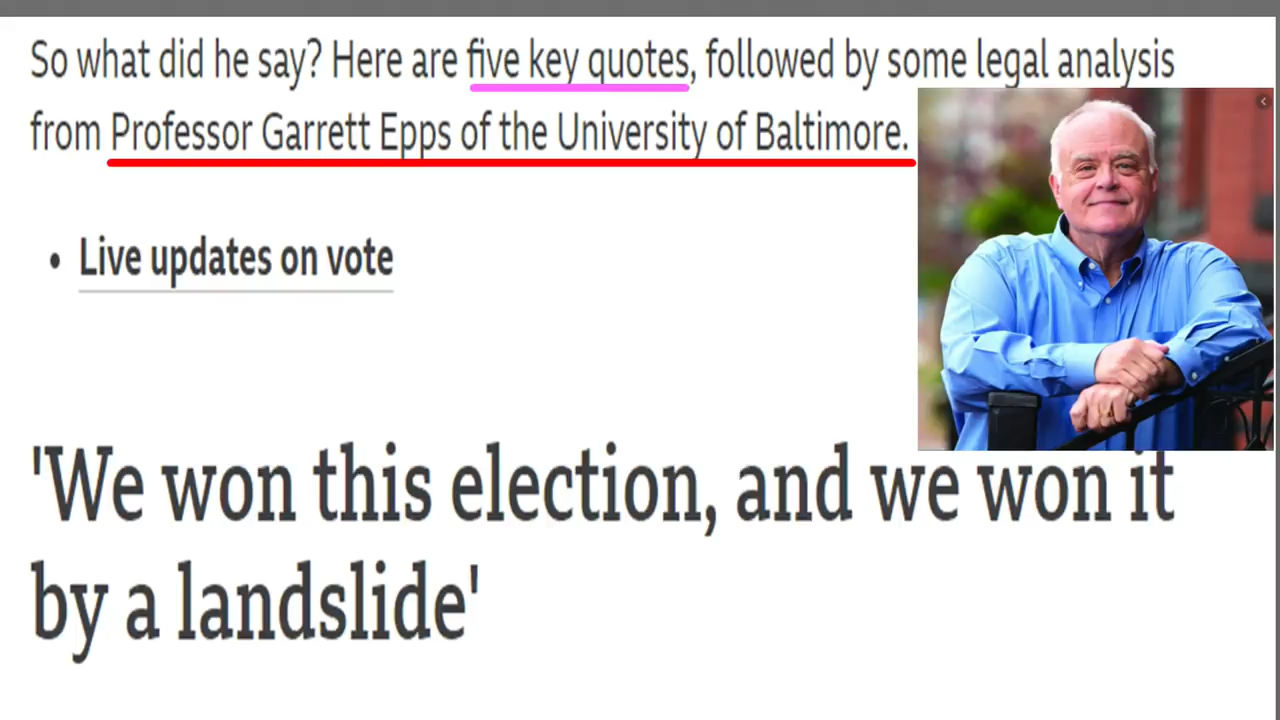 So what did he say? Here are five key quotes, followed by some legal analysis
from Professor Garrett Epps of the University of Baltimore.
• Live updates on vote
'We won this election, and we won it
by a landslide'